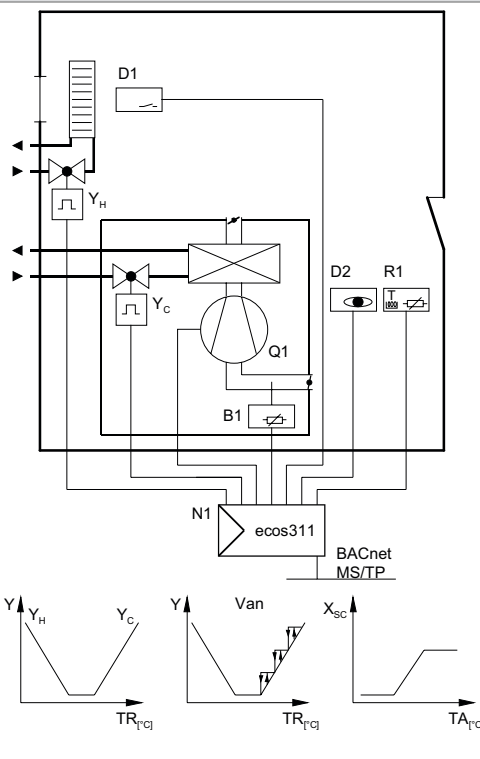 D1
Y_H
Y_C
D2
R1
T
Q1
B1
N1
ecos311
BACnet
MS/TP
Y
Y_H
Y_C
TR[°C]
Y
Van
TR[°C]
X_SC
TA[°C